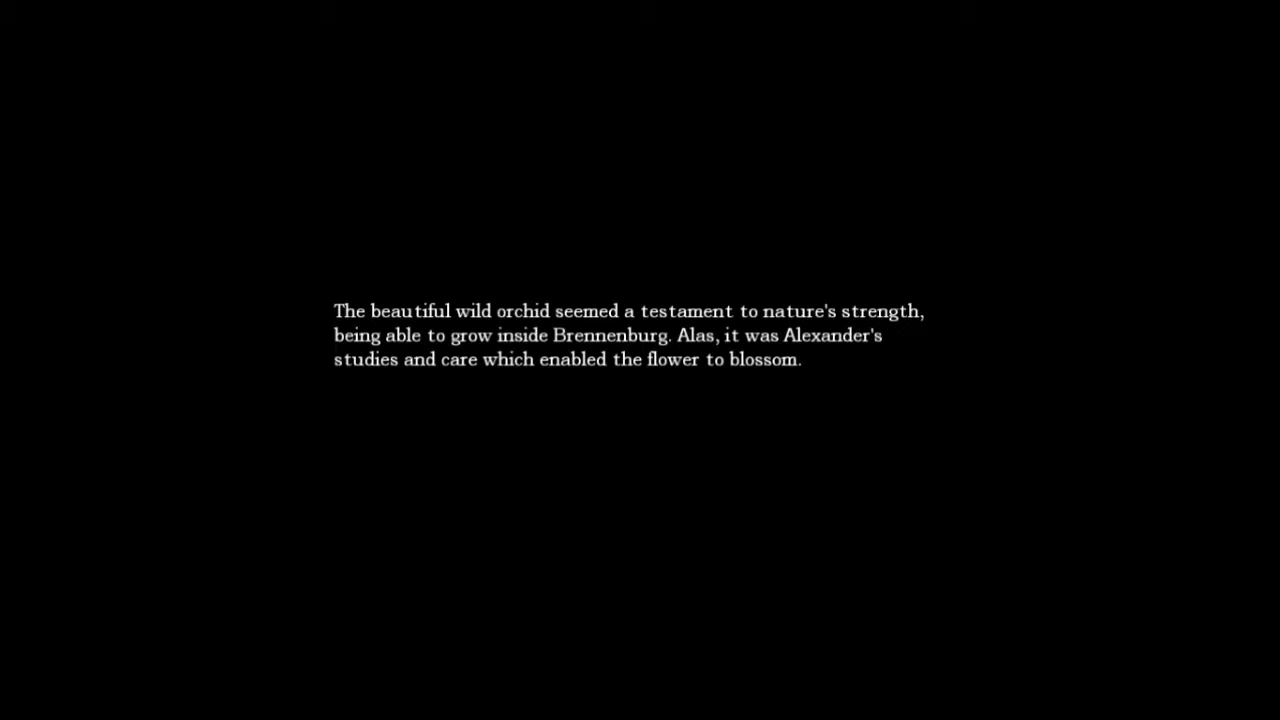 The beautiful wild orchid seemed a testament to nature's strength,
being able to grow inside Brennenburg. Alas, it was Alexander's
studies and care which enabled the flower to blossom.